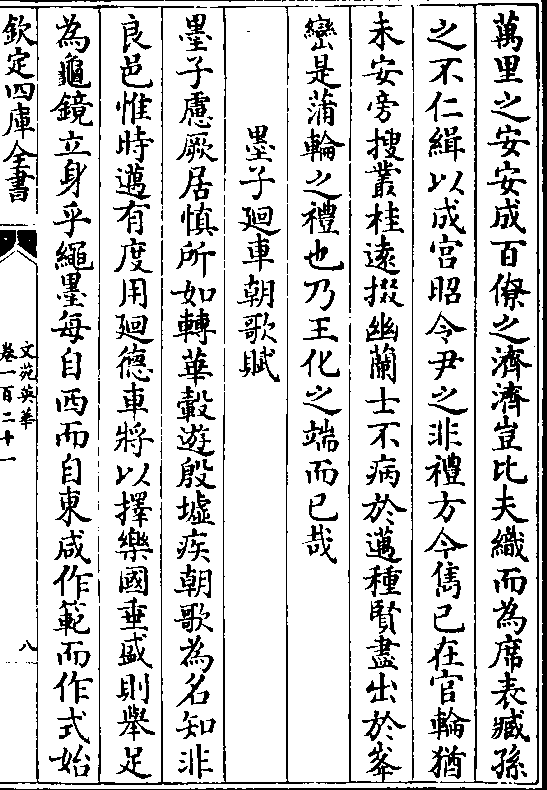 萬里之安安成百僚之濟濟豈比夫織而為席表臧孫
之不仁緝以成宫昭令尹之非禮方今雋已在官輪猶
未安旁搜叢桂遠掇幽蘭士不病於邁種賢盡出於峯
巒是蒲輪之禮也乃王化之端而已哉
墨子廻車朝歌賦
墨子慮厥居慎所如轉華轂遊殷墟疾朝歌為名知非
良邑惟時邁有度用廻德車將以擇樂國垂盛則舉足
為龜鏡立身乎繩墨每自西而自東咸作範而作式始
欽定四庫全書
文苑英華
卷一百二十一
八